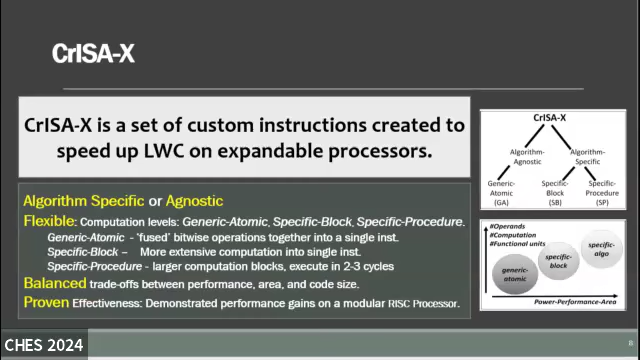 CrISA-X
CrISA-X is a set of custom instructions created to
speed up LWC on expandable processors.
Algorithm Specific or Agnostic
Flexible: Computation levels: Generic-Atomic, Specific-Block, Specific-Procedure.
Generic-Atomic - 'fused' bitwise operations together into a single inst.
Specific-Block – More extensive computation into single inst.
Specific-Procedure - larger computation blocks, execute in 2-3 cycles
Balanced trade-offs between performance, area, and code size.
Proven Effectiveness: Demonstrated performance gains on a modular RISC Processor.
CrISA-X
Algorithm-
Agnostic
Algorithm-
Specific
Generic-
Atomic
(GA)
Specific-
Block
(SB)
Specific-
Procedure
(SP)
#Operands
#Computation
#Functional units
generic-
atomic
specific-
block
specific-
algo
Power-Performance-Area
CHES 2024